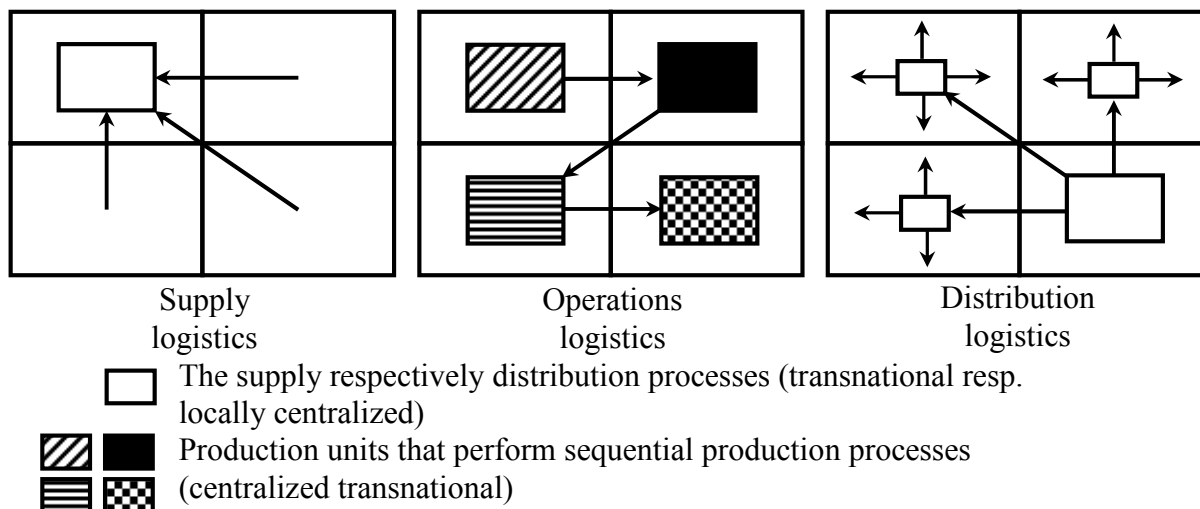 Supply
logistics
Operations
logistics
Distribution
logistics
The supply respectively distribution processes (transnational resp.
locally centralized)
Production units that perform sequential production processes
(centralized transnational)